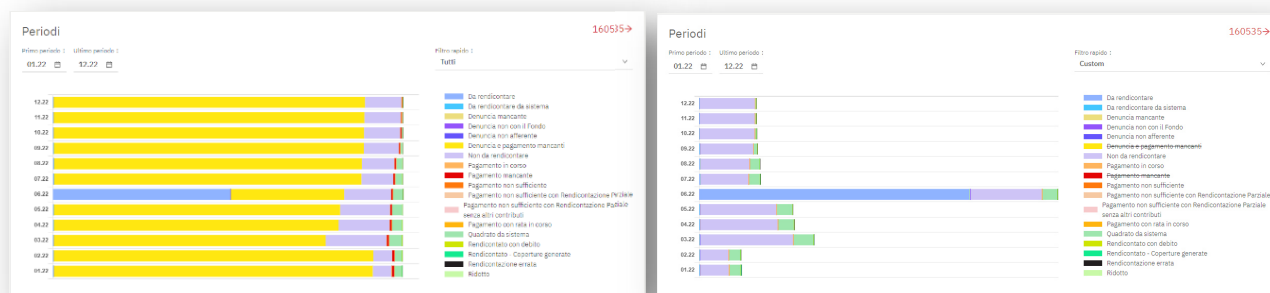 Periodi
160535→
Primo periodo :
Ultimo periodo :
01.22
12.22
Filtro rapido :
Tutti
12.22
11.22
10.22
09.22
08.22
07.22
06.22
05.22
04.22
03.22
02.22
01.22
Da rendicontare
Da rendicontare da sistema
Denuncia mancante
Denuncia non con il Fondo
Denuncia non afferente
Denuncia e pagamento mancanti
Non da rendicontare
Pagamento in corso
Pagamento mancante
Pagamento non sufficiente
Pagamento non sufficiente con Rendicontazione Parziale
Pagamento non sufficiente con Rendicontazione Parziale
senza altri contributi
Pagamento con rata in corso
Quadrato da sistema
Rendicontato con debito
Rendicontato - Coperture generate
Rendicontazione errata
Ridotto
Periodi
160535→
Primo periodo :
Ultimo periodo :
01.22
12.22
Filtro rapido :
Custom
12.22
11.22
10.22
09.22
08.22
07.22
06.22
05.22
04.22
03.22
02.22
01.22
Da rendicontare
Da rendicontare da sistema
Denuncia mancante
Denuncia non con il Fondo
Denuncia non afferente
Denuncia e pagamento mancanti
Non da rendicontare
Pagamento in corso
Pagamento mancante
Pagamento non sufficiente
Pagamento non sufficiente con Rendicontazione Parziale
Pagamento non sufficiente con Rendicontazione Parziale
senza altri contributi
Pagamento con rata in corso
Quadrato da sistema
Rendicontato con debito
Rendicontato - Coperture generate
Rendicontazione errata
Ridotto